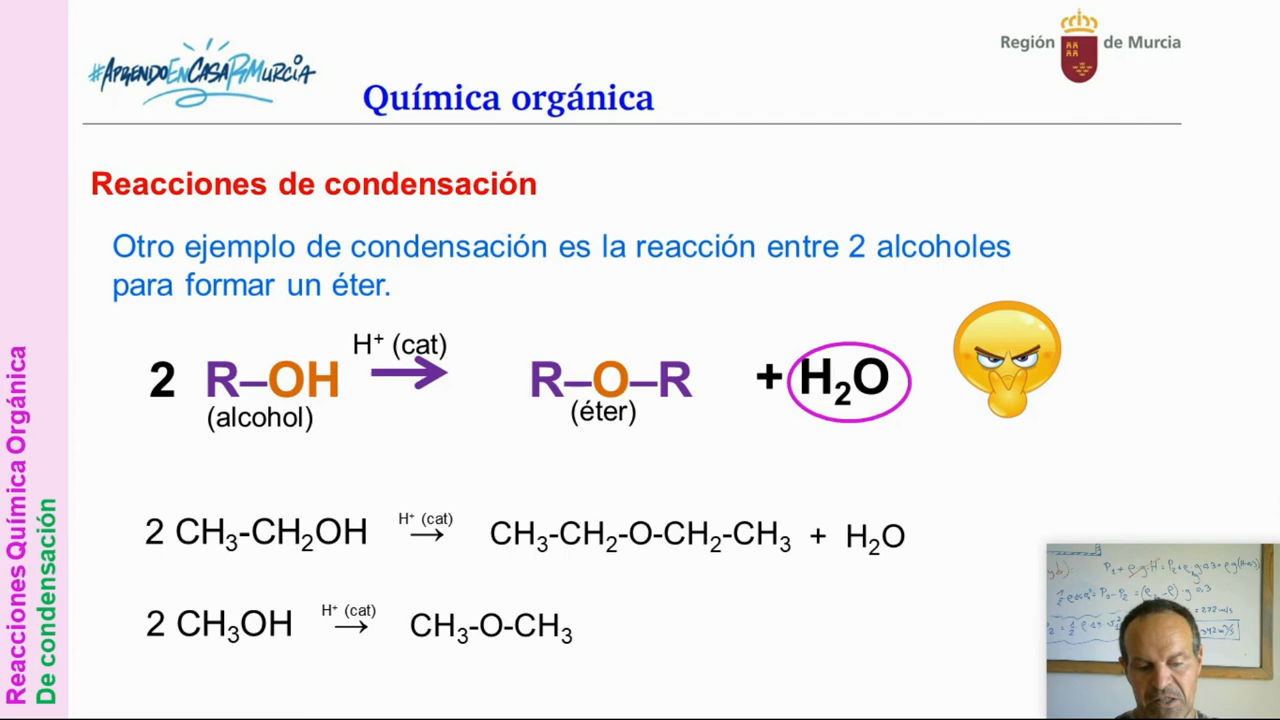 #AprendoEnCasaRMurcia
Región de Murcia
Química orgánica
Reacciones de condensación
Otro ejemplo de condensación es la reacción entre 2 alcoholes
para formar un éter.
H⁺ (cat)
2 R–OH → R–O–R + H₂O
(alcohol) (éter)
H⁺ (cat)
2 CH₃-CH₂OH → CH₃-CH₂-O-CH₂-CH₃ + H₂O
H⁺ (cat)
2 CH₃OH → CH₃-O-CH₃
Reacciones Química Orgánica
De condensación